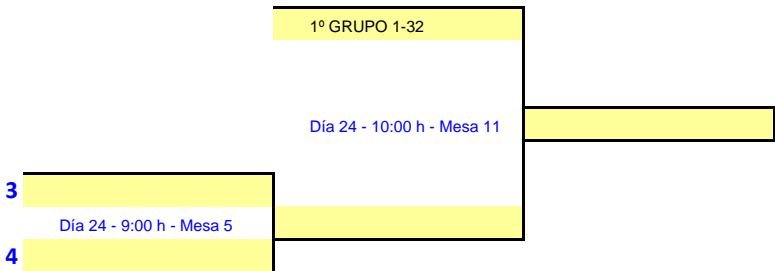 1º GRUPO 1-32
Día 24 - 10:00 h - Mesa 11
3
Día 24 - 9:00 h - Mesa 5
4